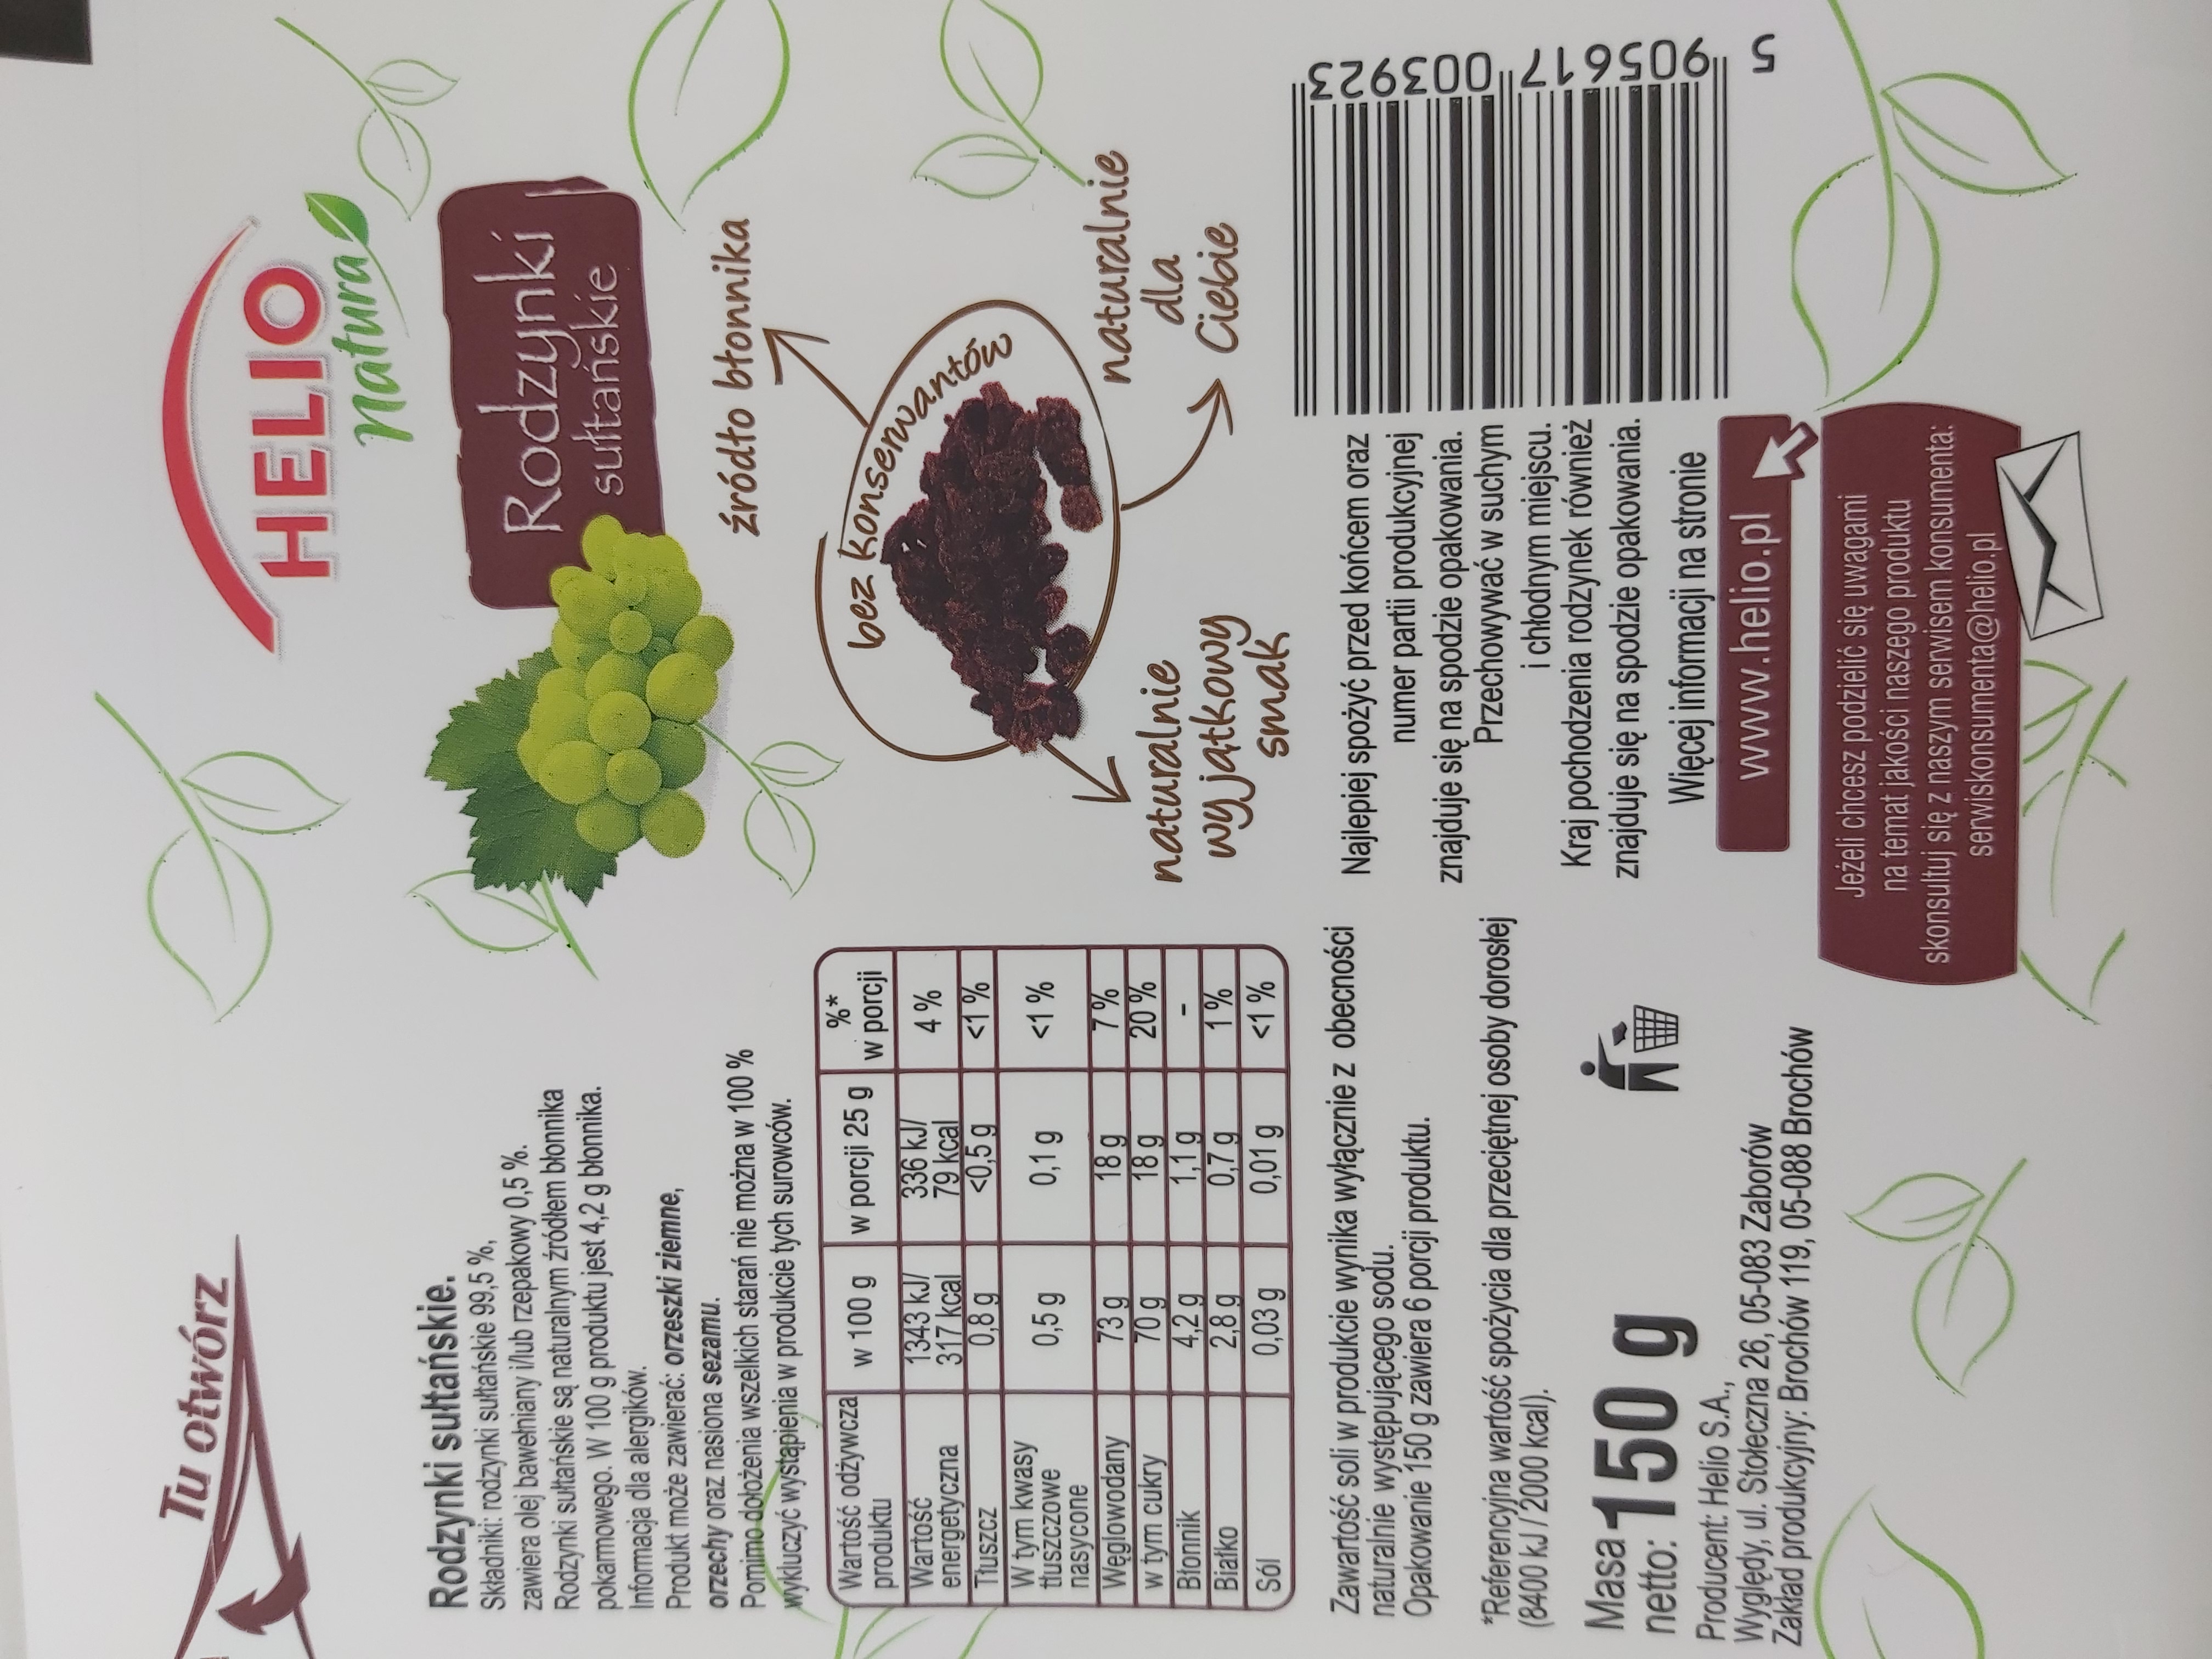 Tu otwórz
HELIO
natura
Rodzynki
sułtańskie
źródło błonnika
bez konserwantów
naturalnie
dla
Ciebie
naturalnie
wyjątkowy
smak
Rodzynki sułtańskie.
Składniki: rodzynki sułtańskie 99,5 %,
zawiera olej bawełniany i/lub rzepakowy 0,5 %.
Rodzynki sułtańskie są naturalnym źródłem błonnika
pokarmowego. W 100 g produktu jest 4,2 g błonnika.
Informacja dla alergików.
Produkt może zawierać: orzeszki ziemne,
orzechy oraz nasiona sezamu.
Pomimo dołożenia wszelkich starań nie można w 100 %
wykluczyć wystąpienia w produkcie tych surowców.
Wartość odżywcza produktu w 100 g w porcji 25 g %* w porcji
Wartość energetyczna 1343 kJ/ 317 kcal 336 kJ/ 79 kcal 4 %
Tłuszcz 0,8 g <0,5 g <1 %
W tym kwasy tłuszczowe nasycone 0,5 g 0,1 g <1 %
Węglowodany 73 g 18 g 7 %
w tym cukry 70 g 18 g 20 %
Błonnik 4,2 g 1,1 g -
Białko 2,8 g 0,7 g 1 %
Sól 0,03 g 0,01 g <1 %
Zawartość soli w produkcie wynika wyłącznie z obecności
naturalnie występującego sodu.
Opakowanie 150 g zawiera 6 porcji produktu.
*Referencyjna wartość spożycia dla przeciętnej osoby dorosłej
(8400 kJ / 2000 kcal).
Masa netto: 150 g
Producent: Helio S.A.,
Wyględy, ul. Stołeczna 26, 05-083 Zaborów
Zakład produkcyjny: Brochów 119, 05-088 Brochów
Najlepiej spożyć przed końcem oraz
numer partii produkcyjnej
znajduje się na spodzie opakowania.
Przechowywać w suchym
i chłodnym miejscu.
Kraj pochodzenia rodzynek również
znajduje się na spodzie opakowania.
Więcej informacji na stronie
www.helio.pl
Jeżeli chcesz podzielić się uwagami
na temat jakości naszego produktu
skonsultuj się z naszym serwisem konsumenta:
serwiskonsumenta@helio.pl
5 905617 003923